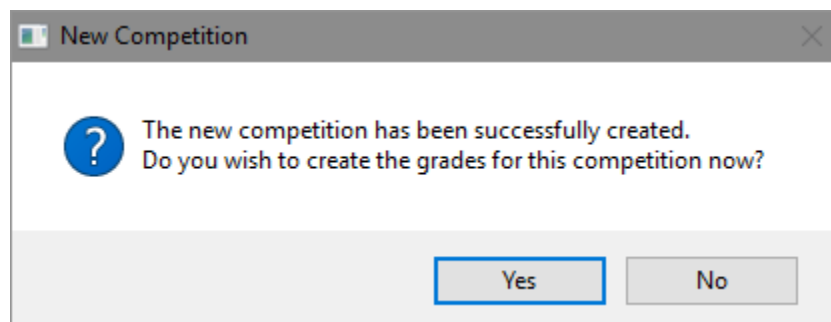 New Competition
The new competition has been successfully created.
Do you wish to create the grades for this competition now?
Yes No